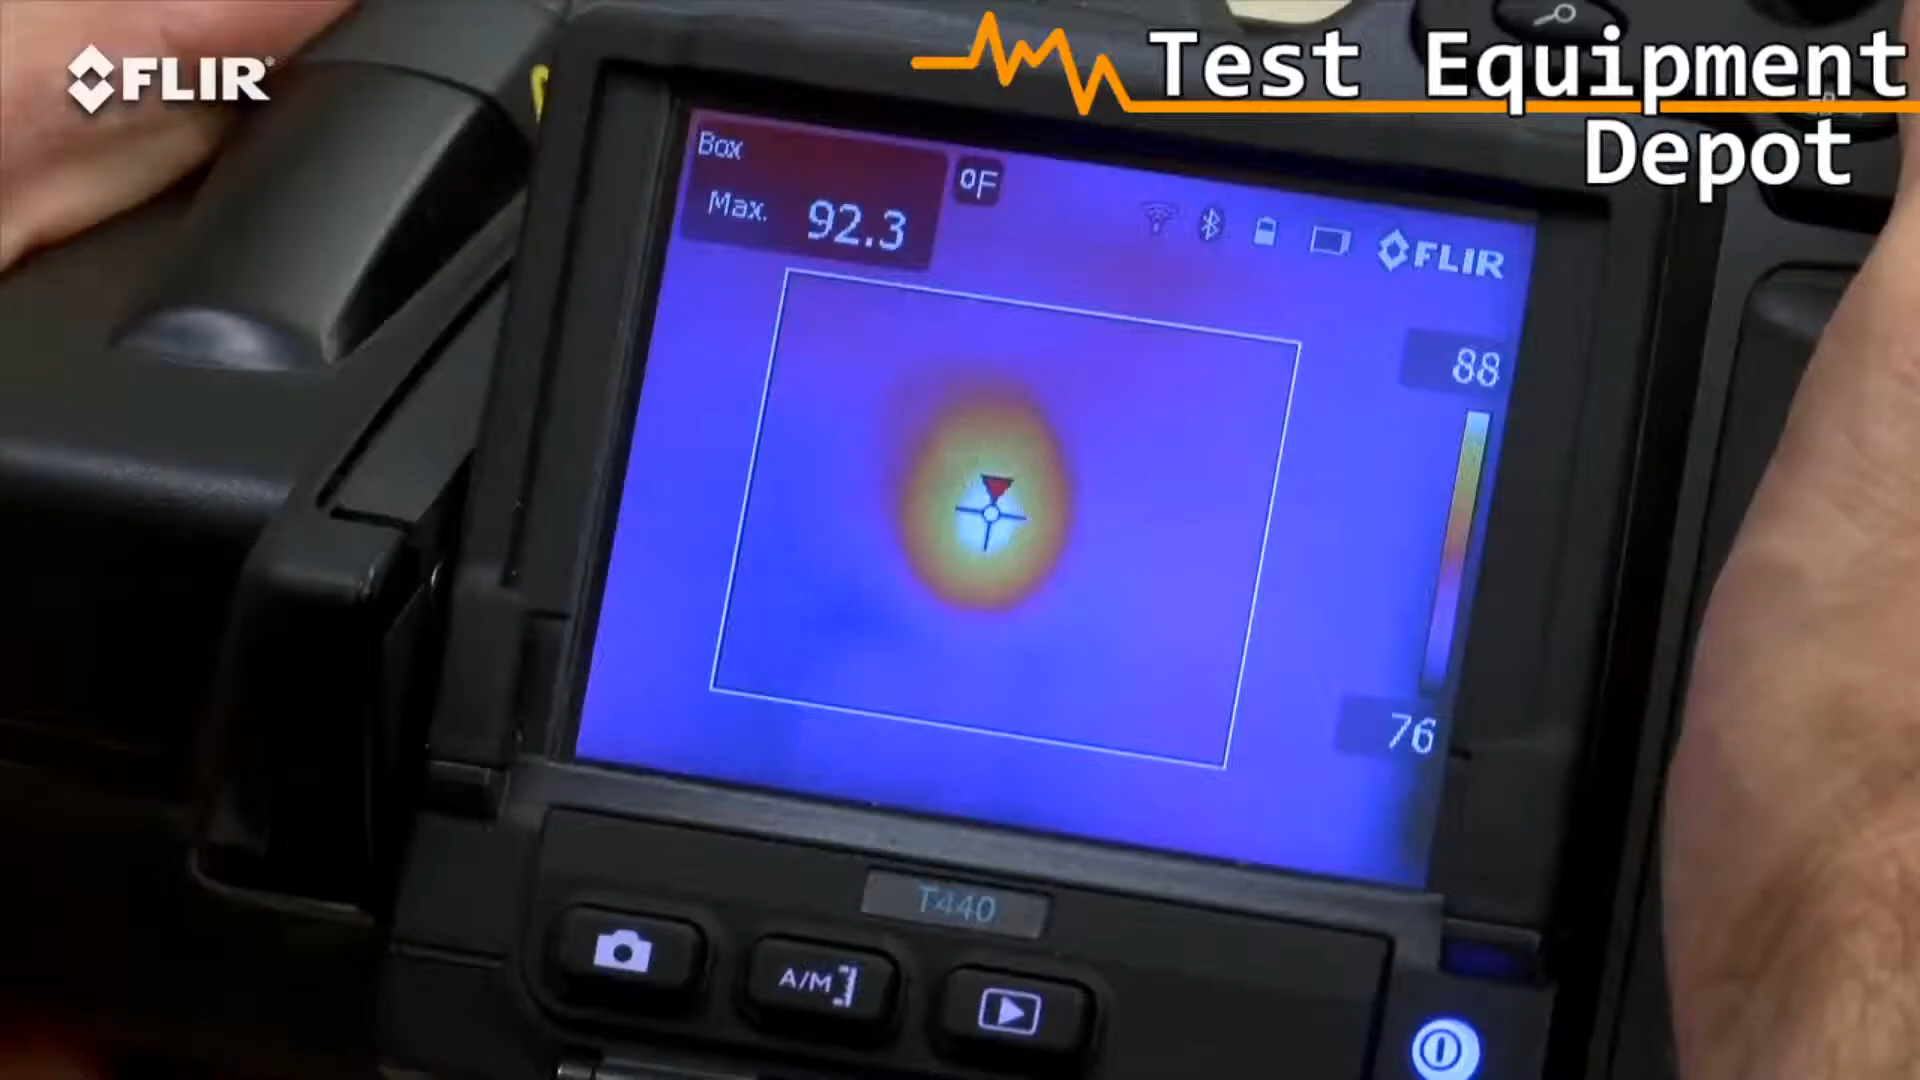 FLIR
Test Equipment
Depot
Box
°F
Max. 92.3
FLIR
88
76
T440
A/M